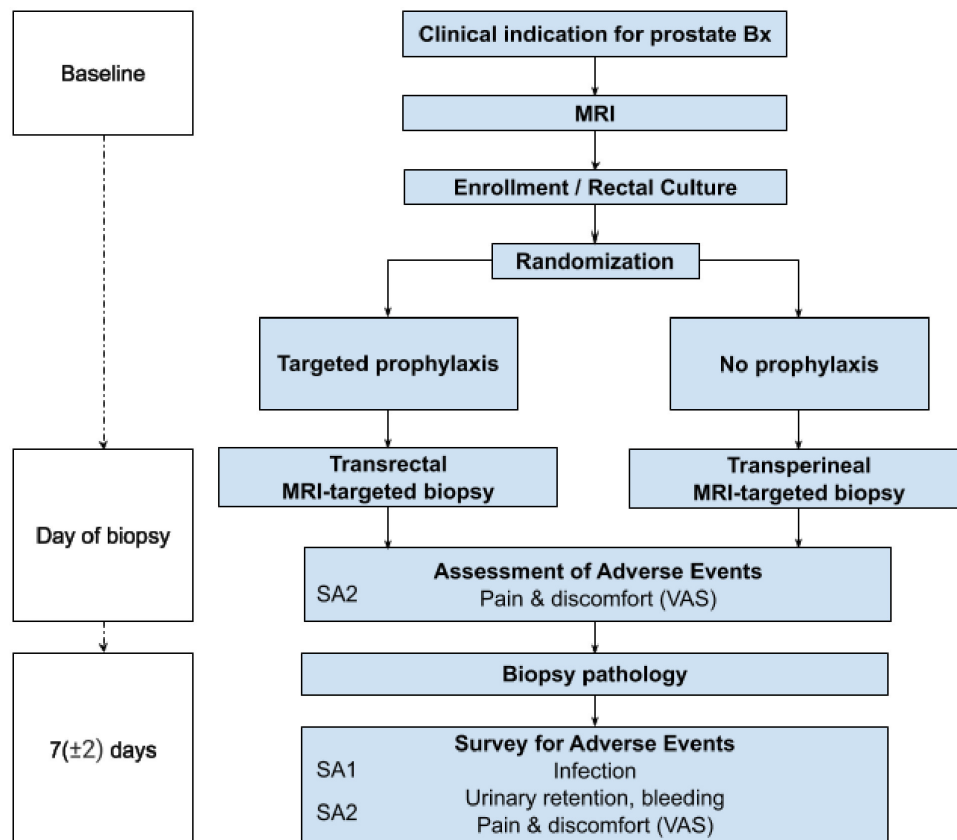 Baseline
Clinical indication for prostate Bx
MRI
Enrollment / Rectal Culture
Randomization
Targeted prophylaxis
No prophylaxis
Transrectal
MRI-targeted biopsy
Transperineal
MRI-targeted biopsy
Day of biopsy
Assessment of Adverse Events
SA2 Pain & discomfort (VAS)
Biopsy pathology
7(±2) days
Survey for Adverse Events
SA1 Infection
Urinary retention, bleeding
SA2 Pain & discomfort (VAS)